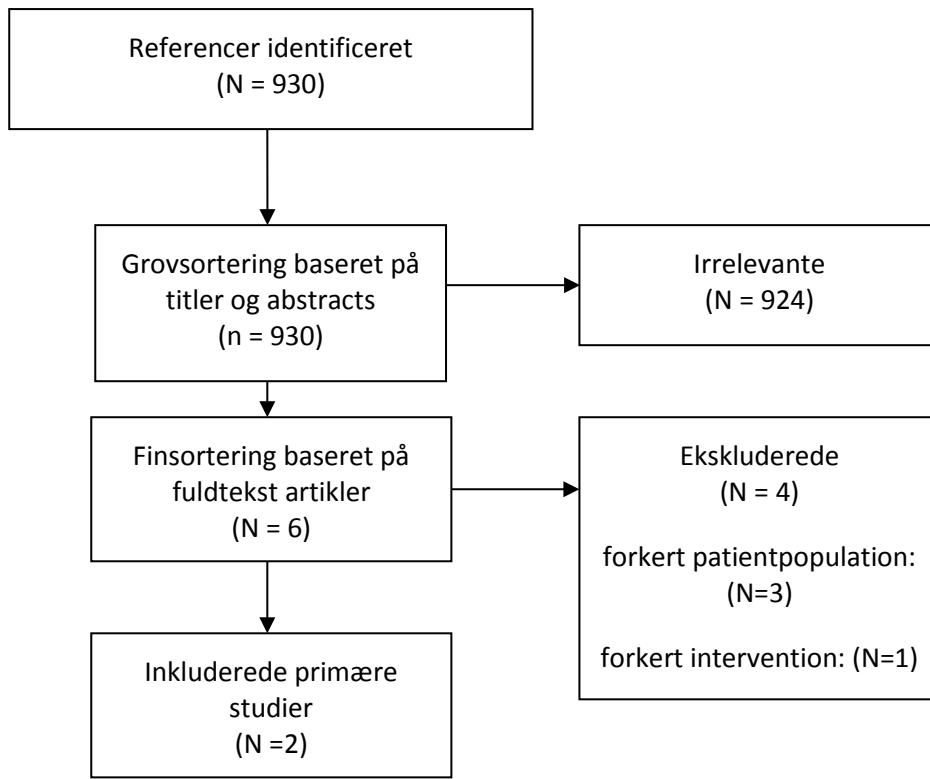 Referencer identificeret
(N = 930)
Grovsortering baseret på
titler og abstracts
(n = 930)
Irrelevante
(N = 924)
Finsortering baseret på
fuldtekst artikler
(N = 6)
Ekskluderede
(N = 4)
forkert patientpopulation:
(N=3)
forkert intervention: (N=1)
Inkluderede primære
studier
(N =2)